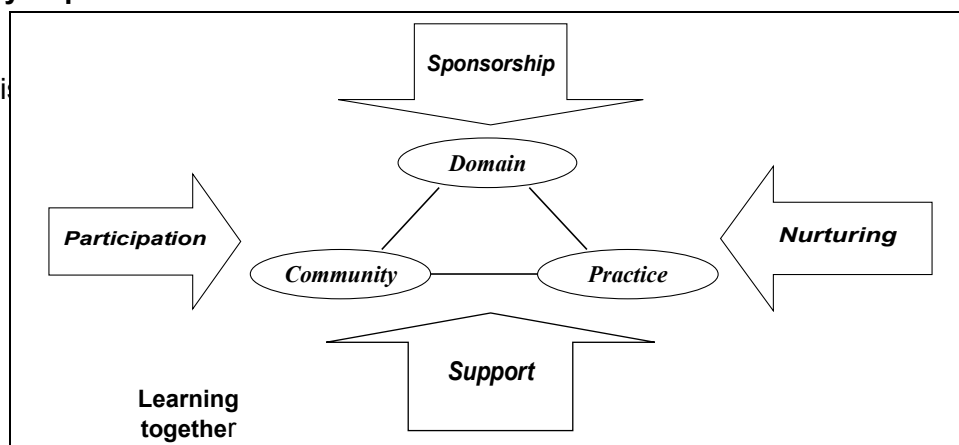 Sponsorship
Domain
Participation
Nurturing
Community
Practice
Support
Learning
together